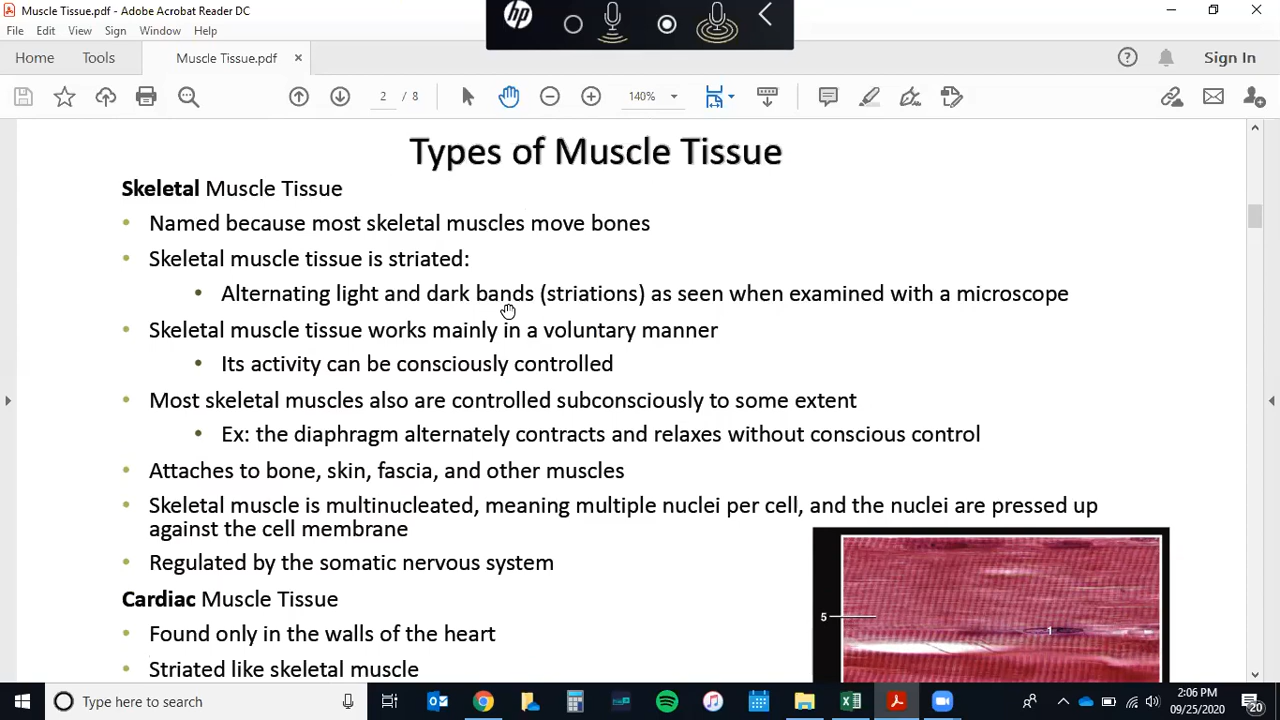 Muscle Tissue.pdf - Adobe Acrobat Reader DC
hp
File Edit View Sign Window Help
Home Tools Muscle Tissue.pdf × Sign In
2 / 8 140%
Types of Muscle Tissue
Skeletal Muscle Tissue
• Named because most skeletal muscles move bones
• Skeletal muscle tissue is striated:
• Alternating light and dark bands (striations) as seen when examined with a microscope
• Skeletal muscle tissue works mainly in a voluntary manner
• Its activity can be consciously controlled
• Most skeletal muscles also are controlled subconsciously to some extent
• Ex: the diaphragm alternately contracts and relaxes without conscious control
• Attaches to bone, skin, fascia, and other muscles
• Skeletal muscle is multinucleated, meaning multiple nuclei per cell, and the nuclei are pressed up
against the cell membrane
• Regulated by the somatic nervous system
Cardiac Muscle Tissue
• Found only in the walls of the heart
• Striated like skeletal muscle
5
1
Type here to search
2:06 PM
09/25/2020
20